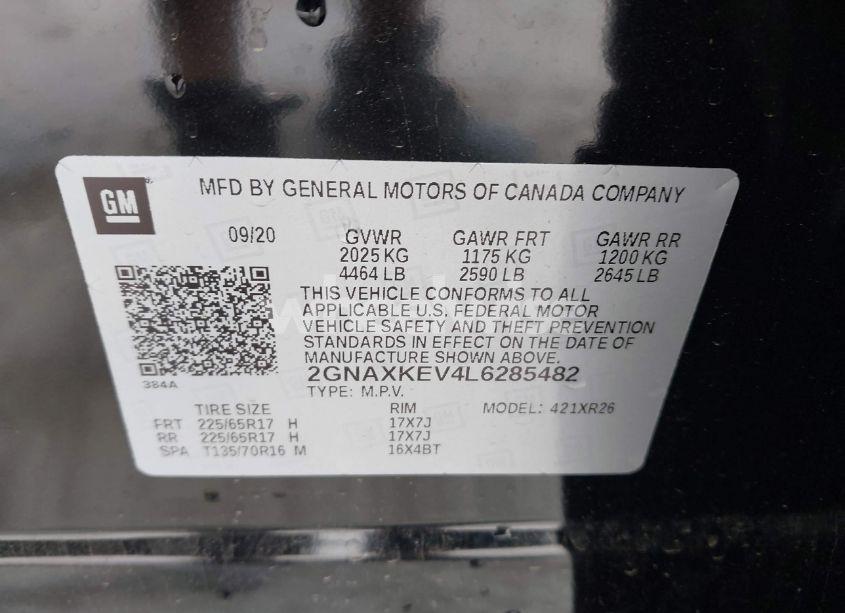 GM
MFD BY GENERAL MOTORS OF CANADA COMPANY
09/20 GVWR GAWR FRT GAWR RR
2025 KG 1175 KG 1200 KG
4464 LB 2590 LB 2645 LB
THIS VEHICLE CONFORMS TO ALL
APPLICABLE U.S. FEDERAL MOTOR
VEHICLE SAFETY AND THEFT PREVENTION
STANDARDS IN EFFECT ON THE DATE OF
MANUFACTURE SHOWN ABOVE.
384A
2GNAXKEV4L6285482
TYPE: M.P.V.
TIRE SIZE RIM MODEL: 421XR26
FRT 225/65R17 H 17X7J
RR 225/65R17 H 17X7J
SPA T135/70R16 M 16X4BT